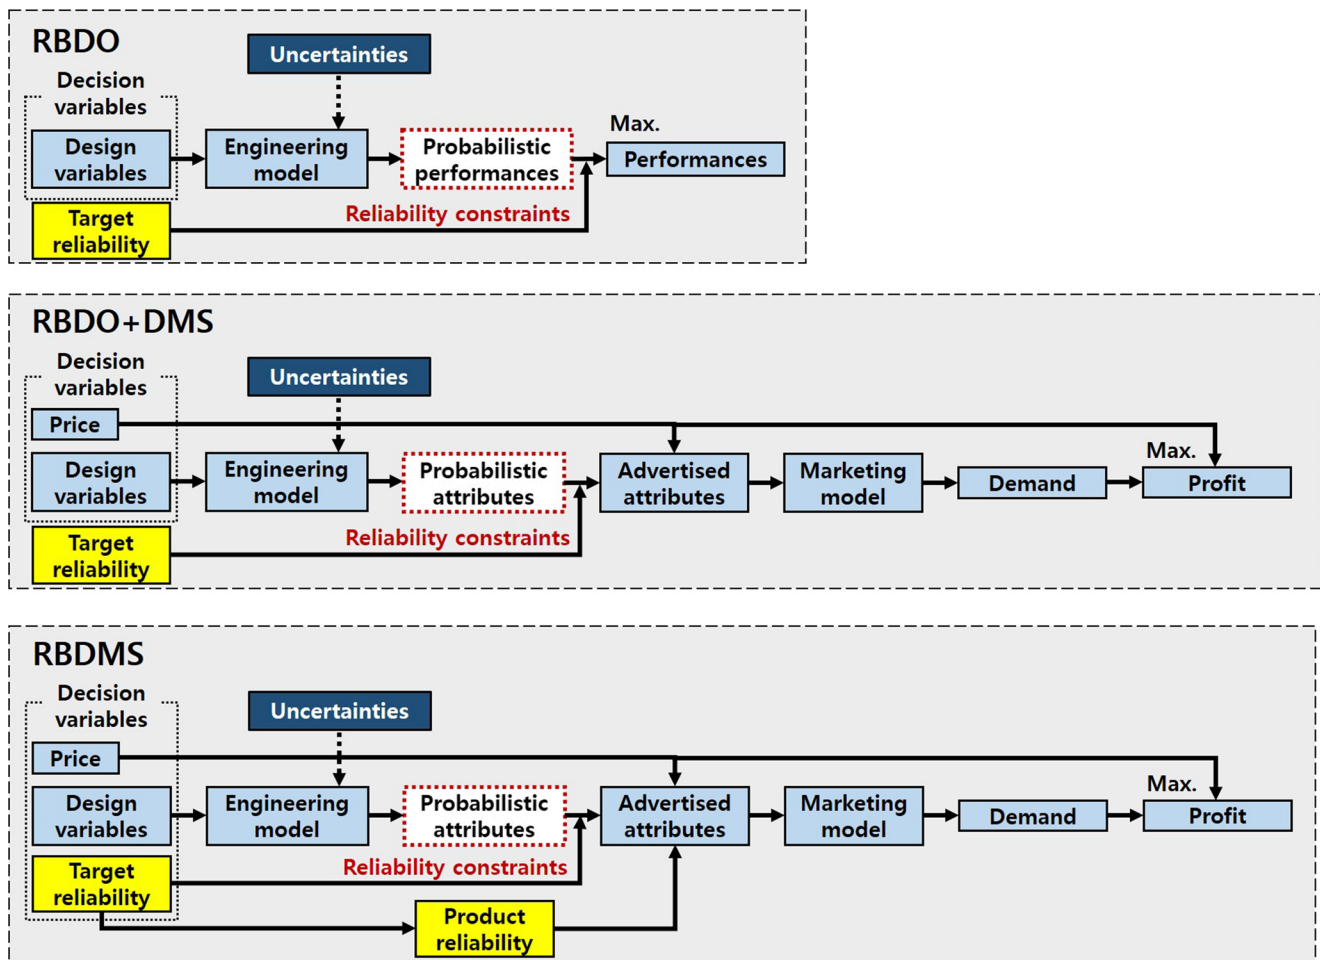 RBDO
Uncertainties
Decision
variables
Design
variables
Engineering
model
Probabilistic
performances
Max.
Performances
Reliability constraints
Target
reliability
RBDO+DMS
Decision
variables
Uncertainties
Price
Design
variables
Engineering
model
Probabilistic
attributes
Advertised
attributes
Marketing
model
Demand
Max.
Profit
Reliability constraints
Target
reliability
RBDMS
Decision
variables
Uncertainties
Price
Design
variables
Engineering
model
Probabilistic
attributes
Advertised
attributes
Marketing
model
Demand
Max.
Profit
Reliability constraints
Target
reliability
Product
reliability